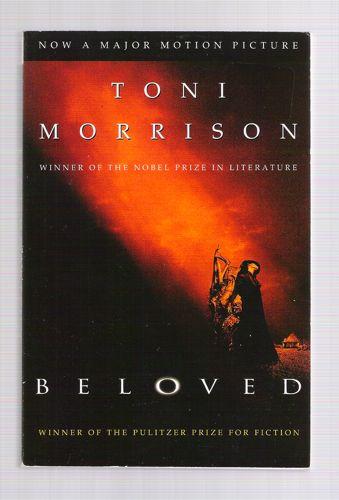 NOW A MAJOR MOTION PICTURE
TONI
MORRISON
WINNER OF THE NOBEL PRIZE IN LITERATURE
BELOVED
WINNER OF THE PULITZER PRIZE FOR FICTION